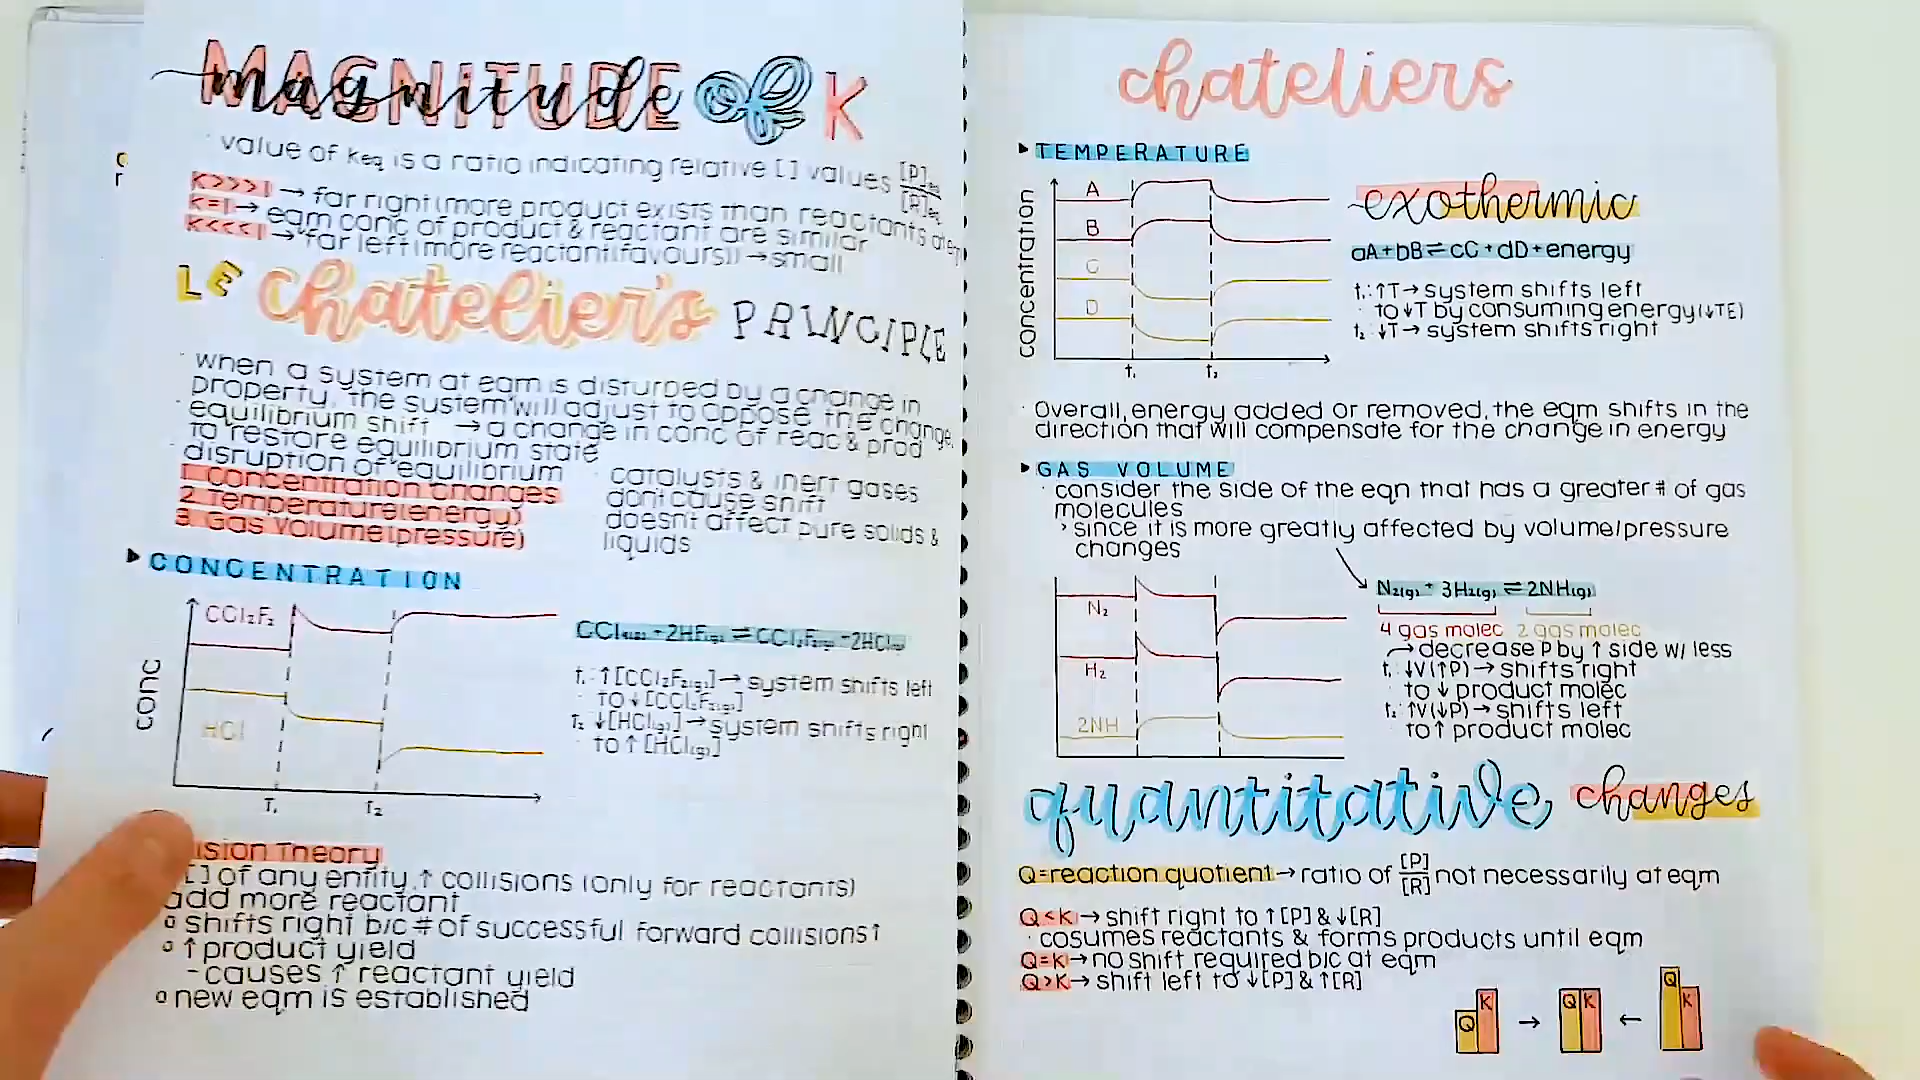 MAGNITUDE
magnitude of K
· value of Keq is a ratio indicating relative [ ] values [P]eq
[R]eq
K>>>1 → far right (more product exists than reactants at eq
K=1 → eqm conc of product & reactant are similar
K<<<1 → far left (more reactant (favours)) → small
LE chatelier's PRINCIPLE
· when a system at eqm is disturbed by a change in
property, the system will adjust to oppose the change
· equilibrium shift → a change in conc of reac & prod
to restore equilibrium state
disruption of equilibrium
1. Concentration changes
2. Temperature (energy)
3. Gas Volume (pressure)
· catalysts & inert gases
don't cause shift
· doesn't affect pure solids &
liquids
▶ CONCENTRATION
conc
CCl₂F₂
HCl
T₁ T₂
CCl₄(g) + 2HF(g) ⇌ CCl₂F₂(g) + 2HCl(g)
t₁: ↑[CCl₂F₂(g)] → system shifts left
· to ↓ [CCl₂F₂(g)]
T₂ ↓[HCl(g)] → system shifts right
· to ↑ [HCl(g)]
ision Theory
[ ] of any entity, ↑ collisions (only for reactants)
add more reactant
shifts right b/c # of successful forward collisions ↑
↑ product yield
- causes ↑ reactant yield
new eqm is established
chateliers
▶ TEMPERATURE
concentration
A
B
C
D
t₁ t₂
exothermic
aA + bB ⇌ cC + dD + energy
t₁: ↑T → system shifts left
· to ↓T by consuming energy (↓TE)
t₂: ↓T → system shifts right
· Overall, energy added or removed, the eqm shifts in the
direction that will compensate for the change in energy
▶ GAS VOLUME
· consider the side of the eqn that has a greater # of gas
molecules
> since it is more greatly affected by volume/pressure
changes
N₂
H₂
2NH
N₂(g) + 3H₂(g) ⇌ 2NH(g)
4 gas molec 2 gas molec
→ decrease P by ↑ side w/ less
t₁: ↓V(↑P) → shifts right
· to ↓ product molec
t₂: ↑V(↓P) → shifts left
to ↑ product molec
quantitative changes
Q = reaction quotient → ratio of [P]/[R] not necessarily at eqm
Q<K → shift right to ↑[P] & ↓[R]
· cosumes reactants & forms products until eqm
Q=K → no shift required b/c at eqm
Q>K → shift left to ↓[P] & ↑[R]
Q K → Q K ← Q K